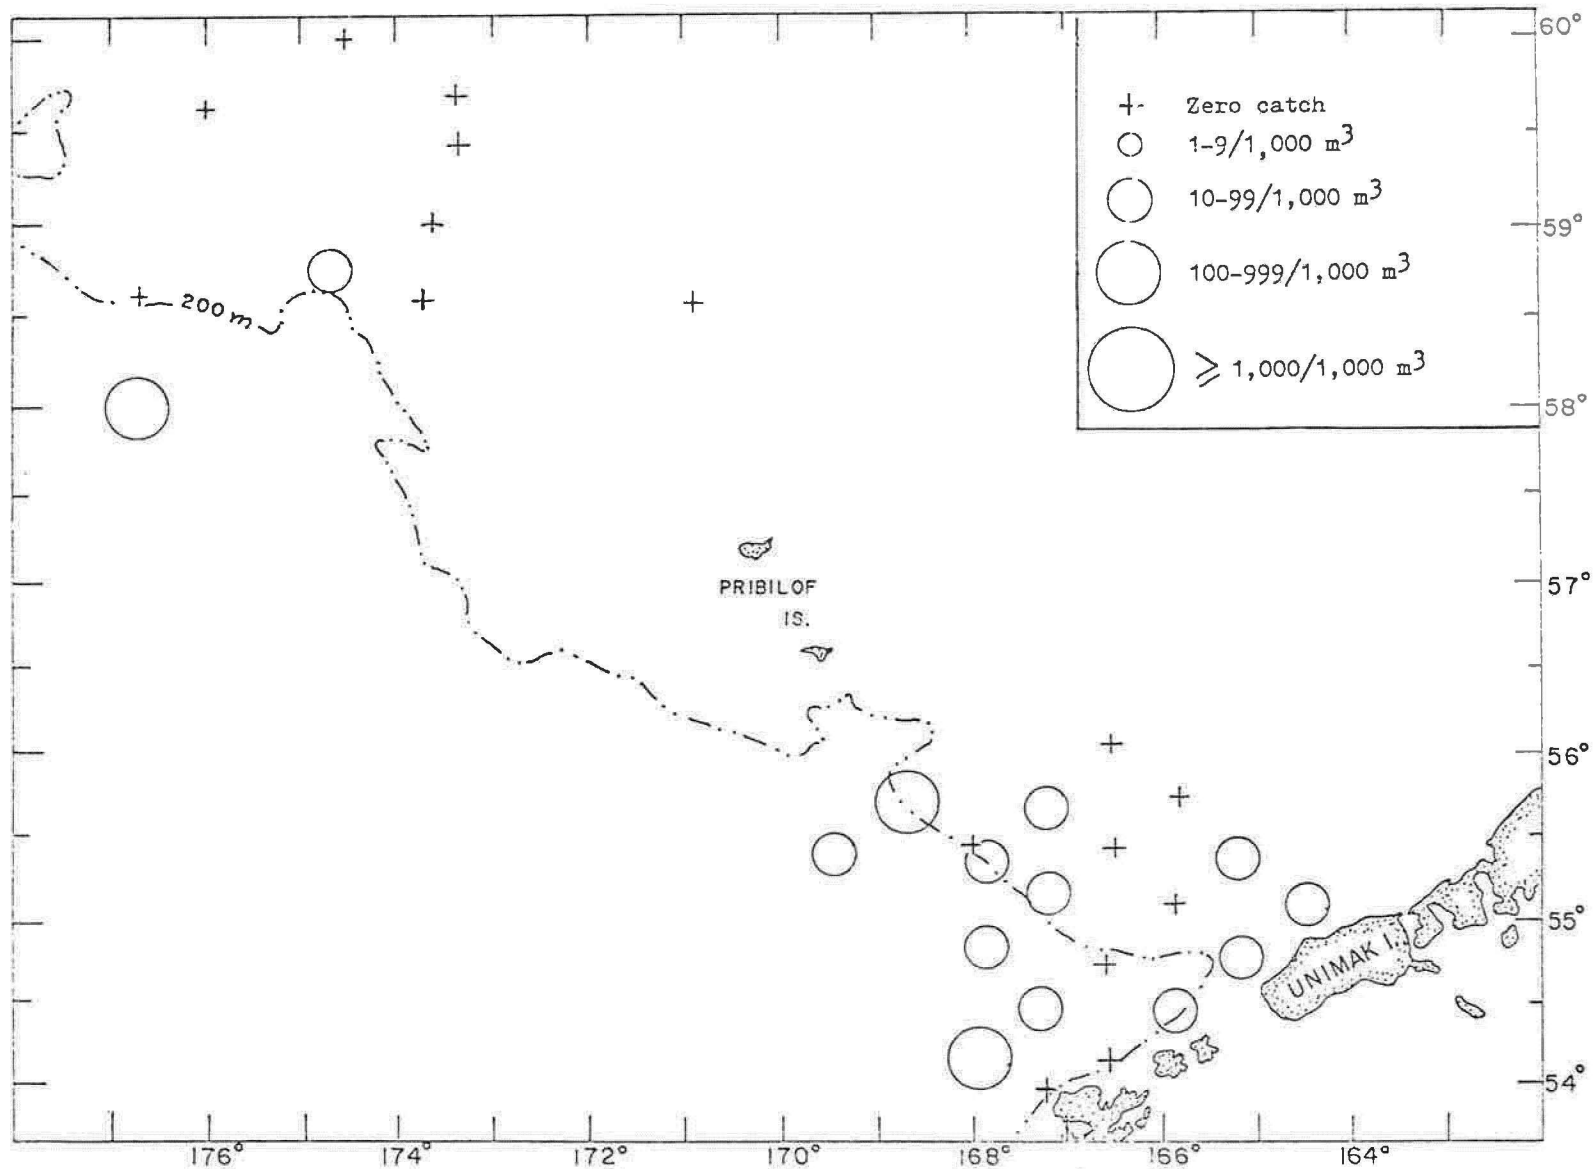 60°
+ Zero catch
1-9/1,000 m³
59°
10-99/1,000 m³
100-999/1,000 m³
200m
≥ 1,000/1,000 m³
58°
PRIBILOF
IS.
57°
56°
55°
UNIMAK I.
54°
176° 174° 172° 170° 168° 166° 164°